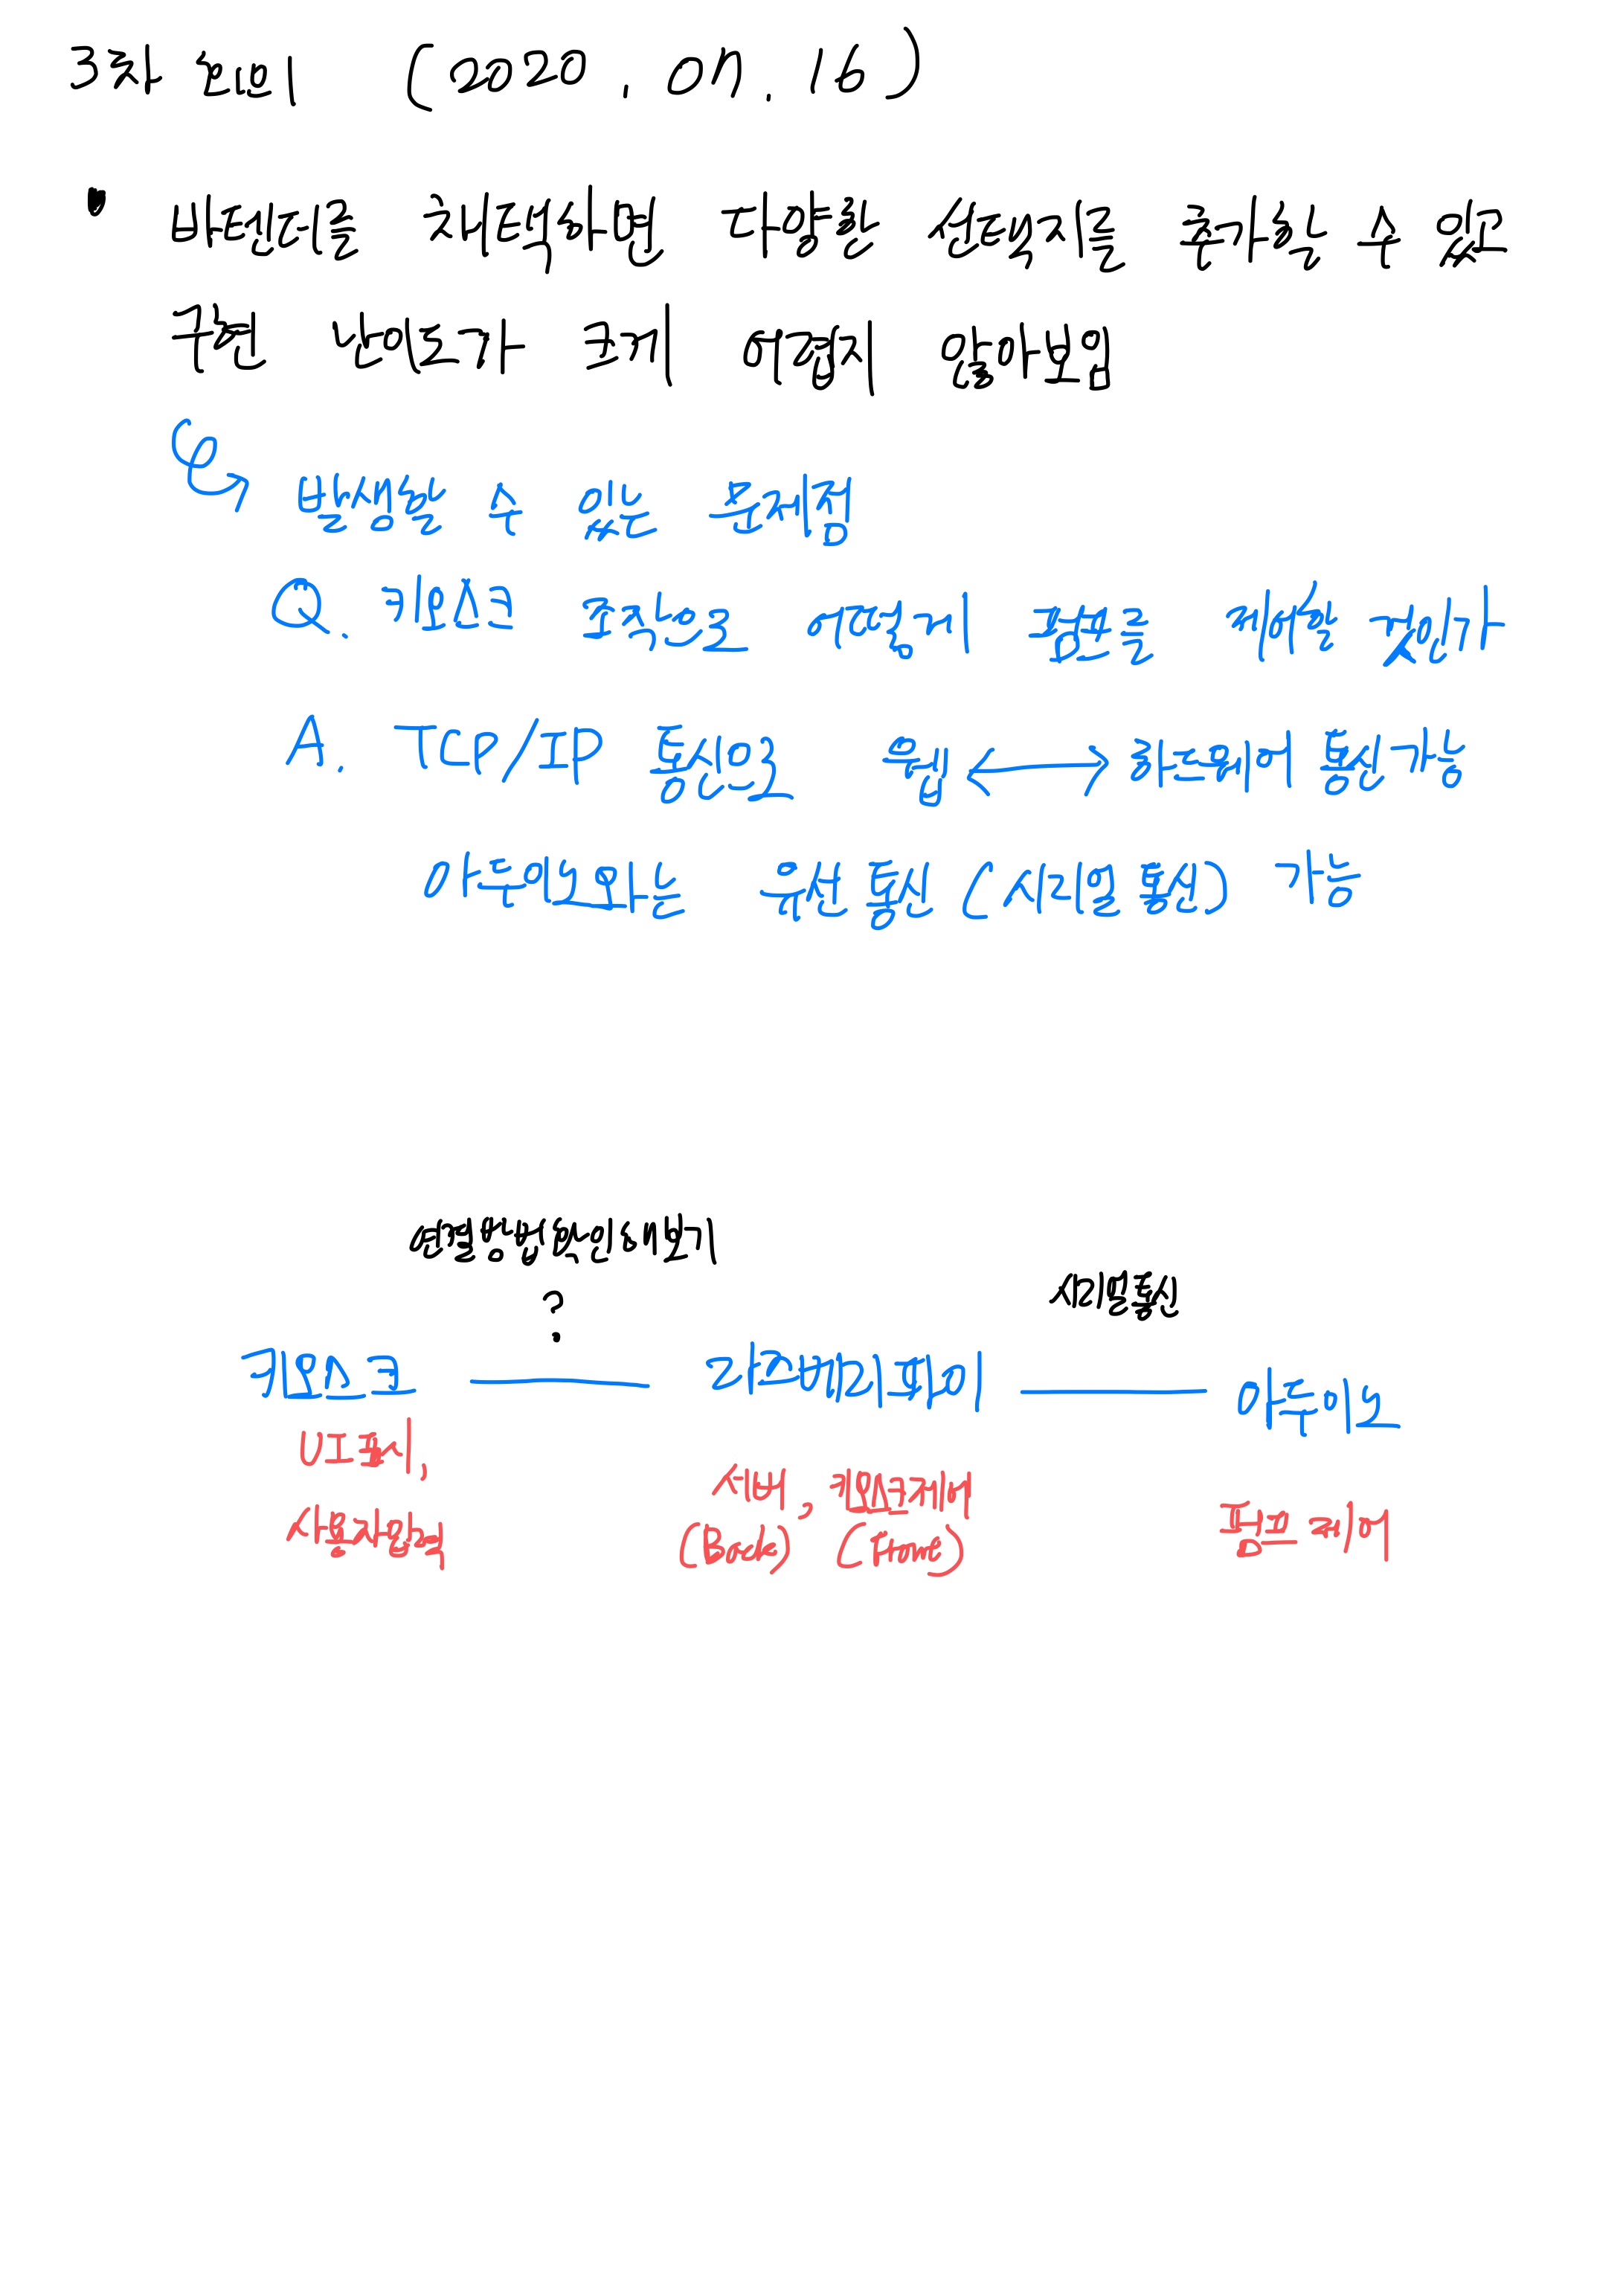 3차 회의 (2020. 07. 16)
바텐더를 채택하면 다양한 선택지를 추가할 수 있고
구현 난이도가 크게 어렵지 않아보임
발생할 수 있는 문제점
Q. 키오스크 조작으로 어떻게 펌프를 제어할 것인가
A. TCP/IP 통신으로 웹 ↔ 하드웨어 통신가능
아두이노와는 유선 통신 (시리얼 통신) 가능
연결방법 확인해보기
?
시리얼통신
키오스크 — 라즈베리파이 — 아두이노
UI표시, 서버, 키오스크제어 펌프 제어
사용자입력 (Back) (Front)